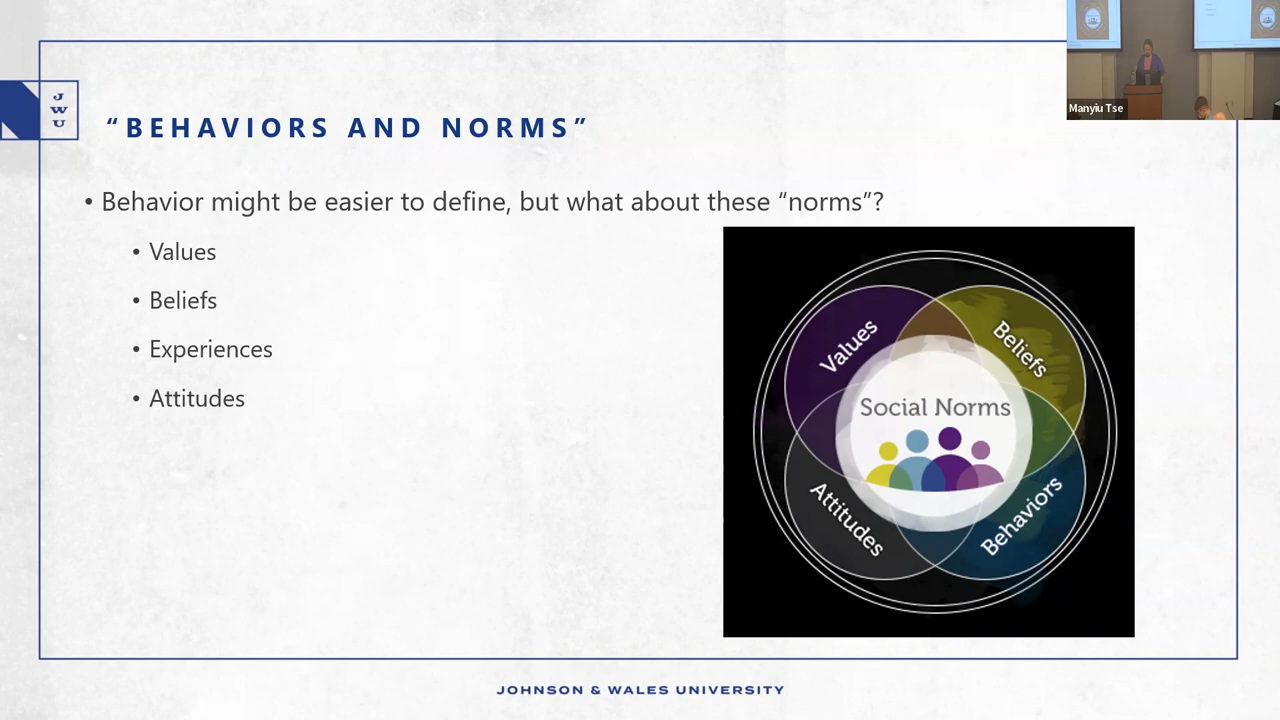 Manyiu Tse
J
W
U
“BEHAVIORS AND NORMS”
• Behavior might be easier to define, but what about these “norms”?
• Values
• Beliefs
• Experiences
• Attitudes
Values
Beliefs
Social Norms
Attitudes
Behaviors
JOHNSON & WALES UNIVERSITY